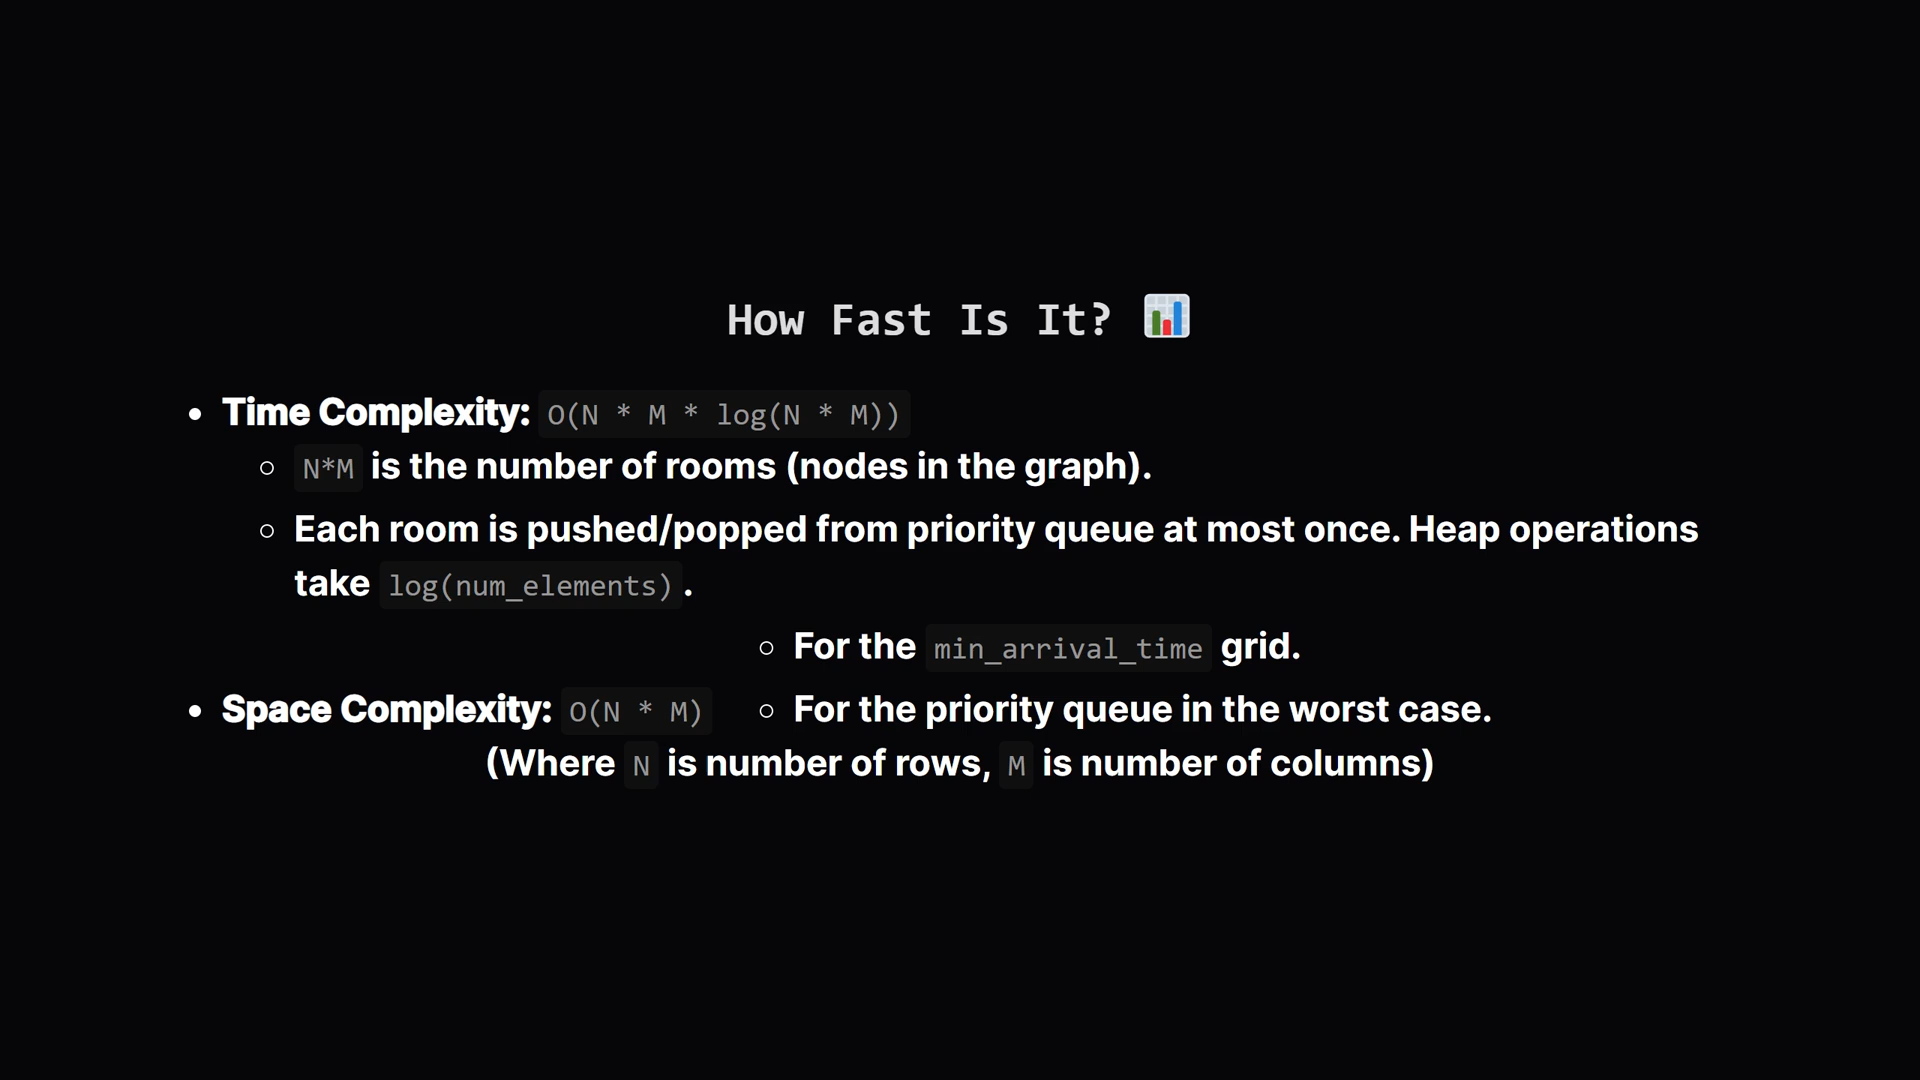 How Fast Is It? 📊
• Time Complexity: O(N * M * log(N * M))
◦ N*M is the number of rooms (nodes in the graph).
◦ Each room is pushed/popped from priority queue at most once. Heap operations
take log(num_elements).
◦ For the min_arrival_time grid.
• Space Complexity: O(N * M) ◦ For the priority queue in the worst case.
(Where N is number of rows, M is number of columns)